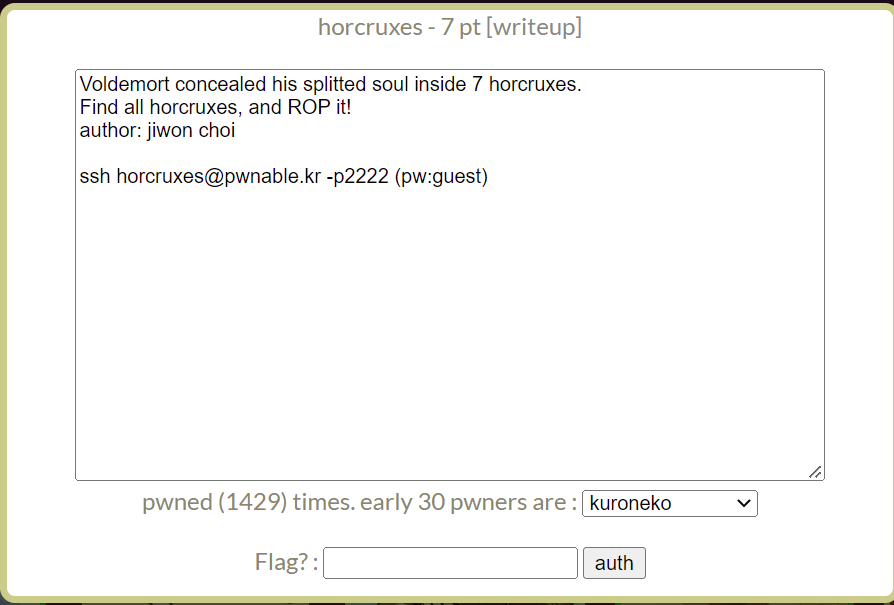 horcruxes - 7 pt [writeup]
Voldemort concealed his splitted soul inside 7 horcruxes.
Find all horcruxes, and ROP it!
author: jiwon choi
ssh horcruxes@pwnable.kr -p2222 (pw:guest)
pwned (1429) times. early 30 pwners are : kuroneko
Flag? : auth